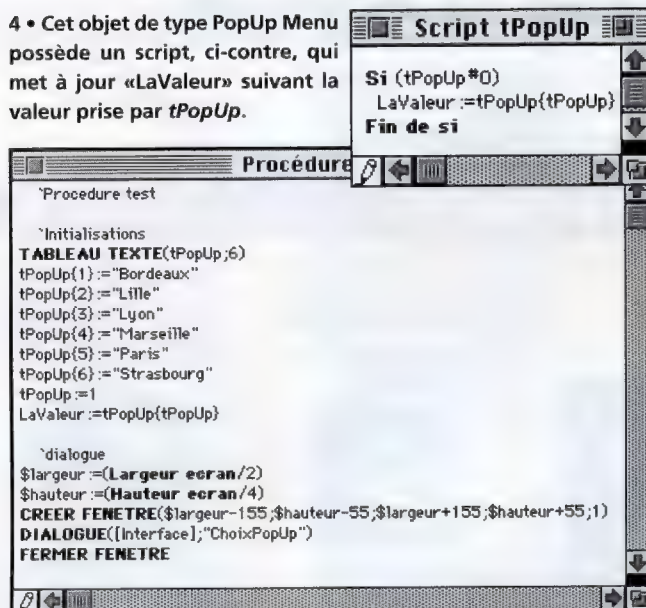 4 • Cet objet de type PopUp Menu
possède un script, ci-contre, qui
met à jour «LaValeur» suivant la
valeur prise par tPopUp.
Script tPopUp
Si (tPopUp#0)
LaValeur :=tPopUp{tPopUp}
Fin de si
Procédure
`Procedure test
`Initialisations
TABLEAU TEXTE(tPopUp;6)
tPopUp{1} :="Bordeaux"
tPopUp{2} :="Lille"
tPopUp{3} :="Lyon"
tPopUp{4} :="Marseille"
tPopUp{5} :="Paris"
tPopUp{6} :="Strasbourg"
tPopUp :=1
LaValeur :=tPopUp{tPopUp}
`dialogue
$largeur :=(Largeur ecran/2)
$hauteur :=(Hauteur ecran/4)
CREER FENETRE($largeur-155;$hauteur-55;$largeur+155;$hauteur+55;1)
DIALOGUE([Interface];"ChoixPopUp")
FERMER FENETRE